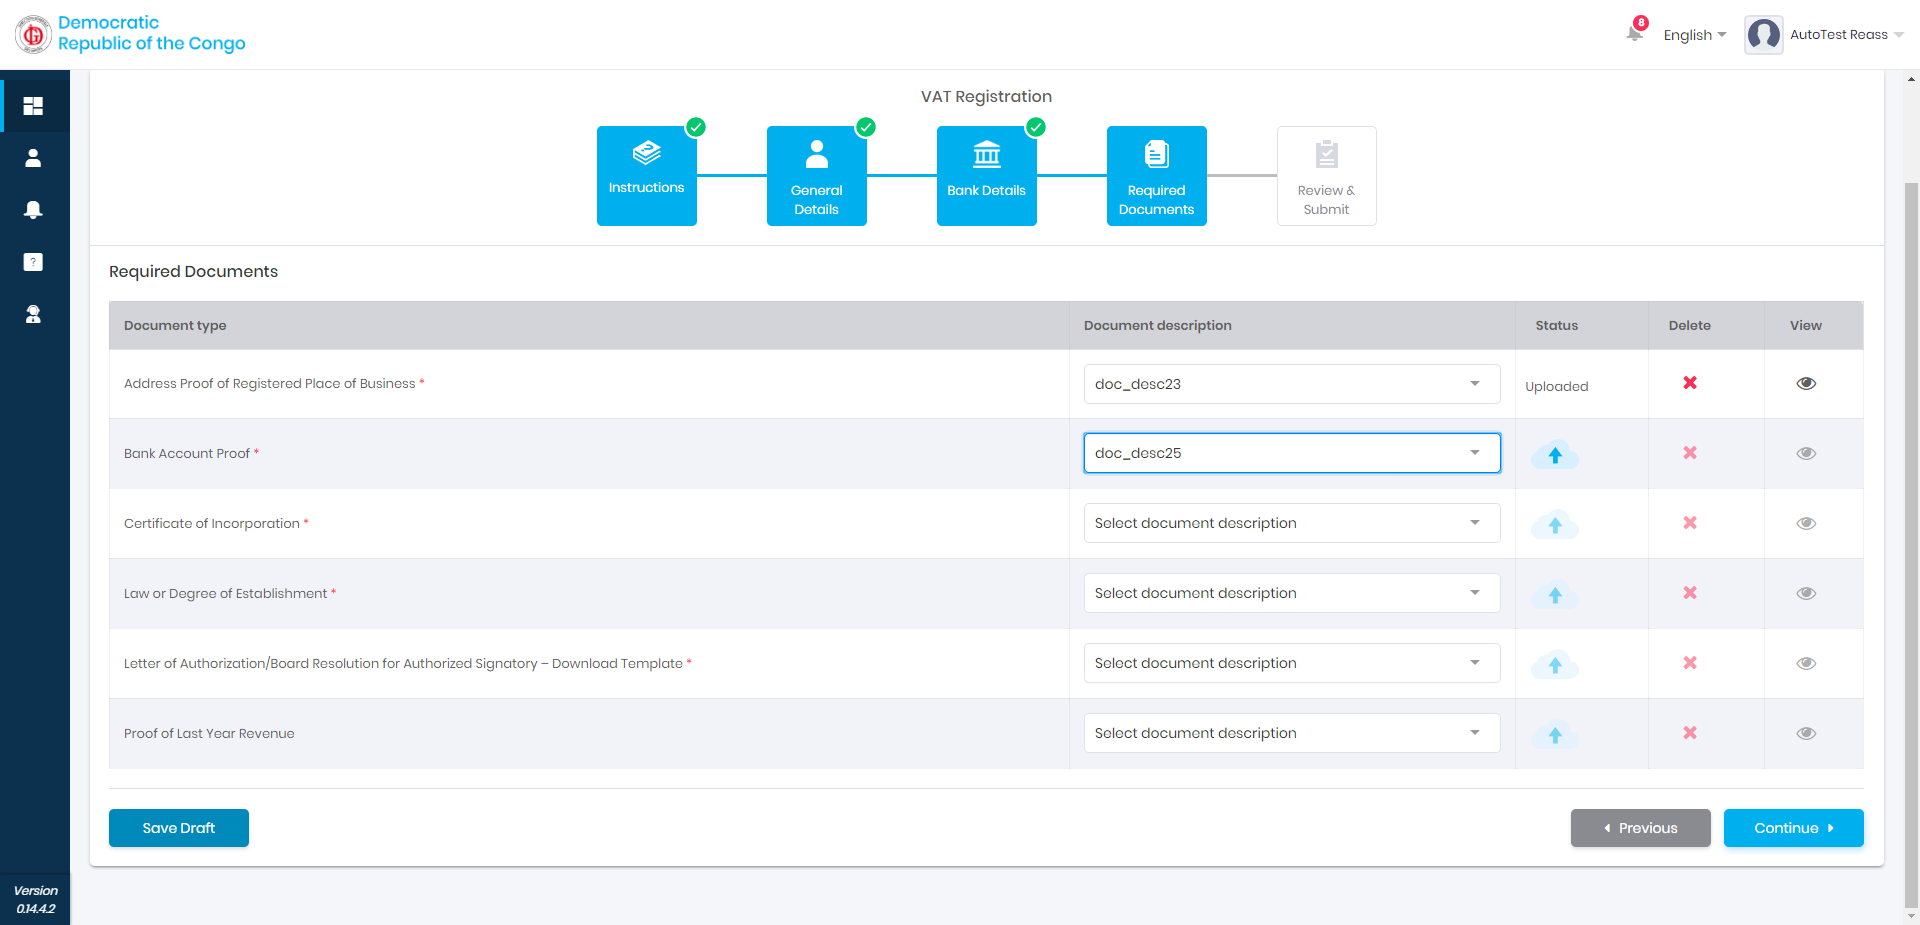 Democratic
Republic of the Congo
8
English
AutoTest Reass
VAT Registration
Instructions
General
Details
Bank Details
Required
Documents
Review &
Submit
Required Documents
Document type
Document description
Status
Delete
View
Address Proof of Registered Place of Business *
doc_desc23
Uploaded
Bank Account Proof *
doc_desc25
Certificate of Incorporation *
Select document description
Law or Degree of Establishment *
Select document description
Letter of Authorization/Board Resolution for Authorized Signatory – Download Template *
Select document description
Proof of Last Year Revenue
Select document description
Save Draft
Previous
Continue
Version
0.14.4.2